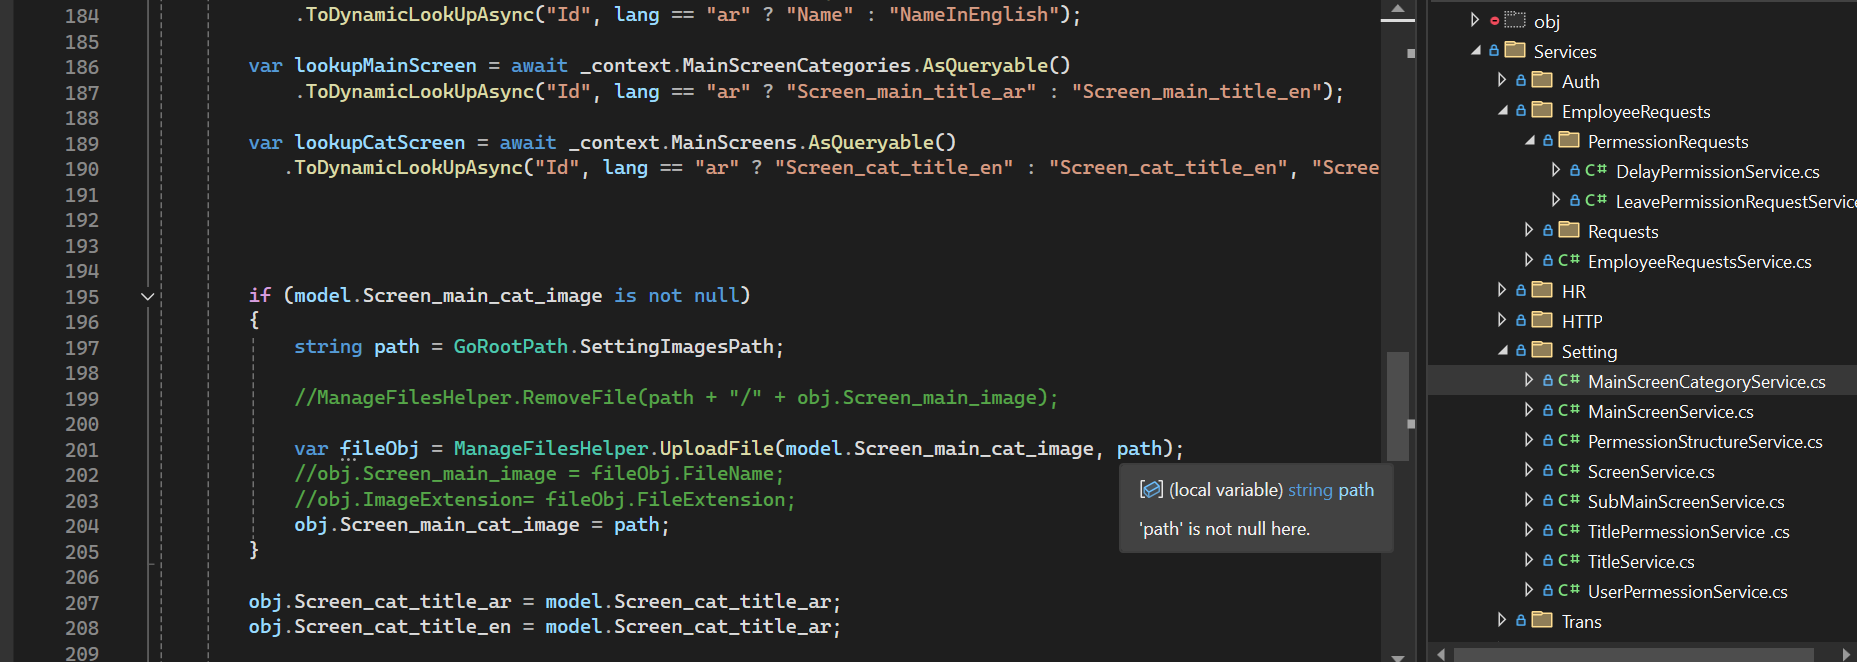 184 .ToDynamicLookUpAsync("Id", lang == "ar" ? "Name" : "NameInEnglish");
185
186 var lookupMainScreen = await _context.MainScreenCategories.AsQueryable()
187 .ToDynamicLookUpAsync("Id", lang == "ar" ? "Screen_main_title_ar" : "Screen_main_title_en");
188
189 var lookupCatScreen = await _context.MainScreens.AsQueryable()
190 .ToDynamicLookUpAsync("Id", lang == "ar" ? "Screen_cat_title_en" : "Screen_cat_title_en", "Scree
191
192
193
194
195 if (model.Screen_main_cat_image is not null)
196 {
197 string path = GoRootPath.SettingImagesPath;
198
199 //ManageFilesHelper.RemoveFile(path + "/" + obj.Screen_main_image);
200
201 var fileObj = ManageFilesHelper.UploadFile(model.Screen_main_cat_image, path);
202 //obj.Screen_main_image = fileObj.FileName;
203 //obj.ImageExtension= fileObj.FileExtension;
204 obj.Screen_main_cat_image = path;
205 }
206
207 obj.Screen_cat_title_ar = model.Screen_cat_title_ar;
208 obj.Screen_cat_title_en = model.Screen_cat_title_ar;
209
(local variable) string path
'path' is not null here.
obj
Services
Auth
EmployeeRequests
PermissionRequests
C# DelayPermissionService.cs
C# LeavePermissionRequestService
Requests
C# EmployeeRequestsService.cs
HR
HTTP
Setting
C# MainScreenCategoryService.cs
C# MainScreenService.cs
C# PermessionStructureService.cs
C# ScreenService.cs
C# SubMainScreenService.cs
C# TitlePermessionService .cs
C# TitleService.cs
C# UserPermessionService.cs
Trans